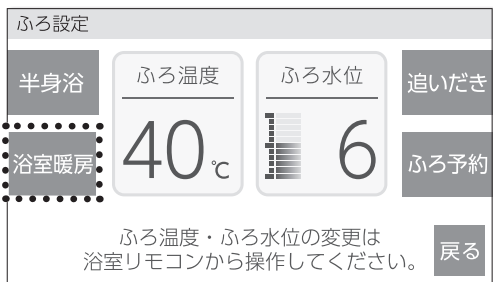 ふろ設定
半身浴
ふろ温度
ふろ水位
追いだき
浴室暖房
40℃
6
ふろ予約
ふろ温度・ふろ水位の変更は
浴室リモコンから操作してください。
戻る